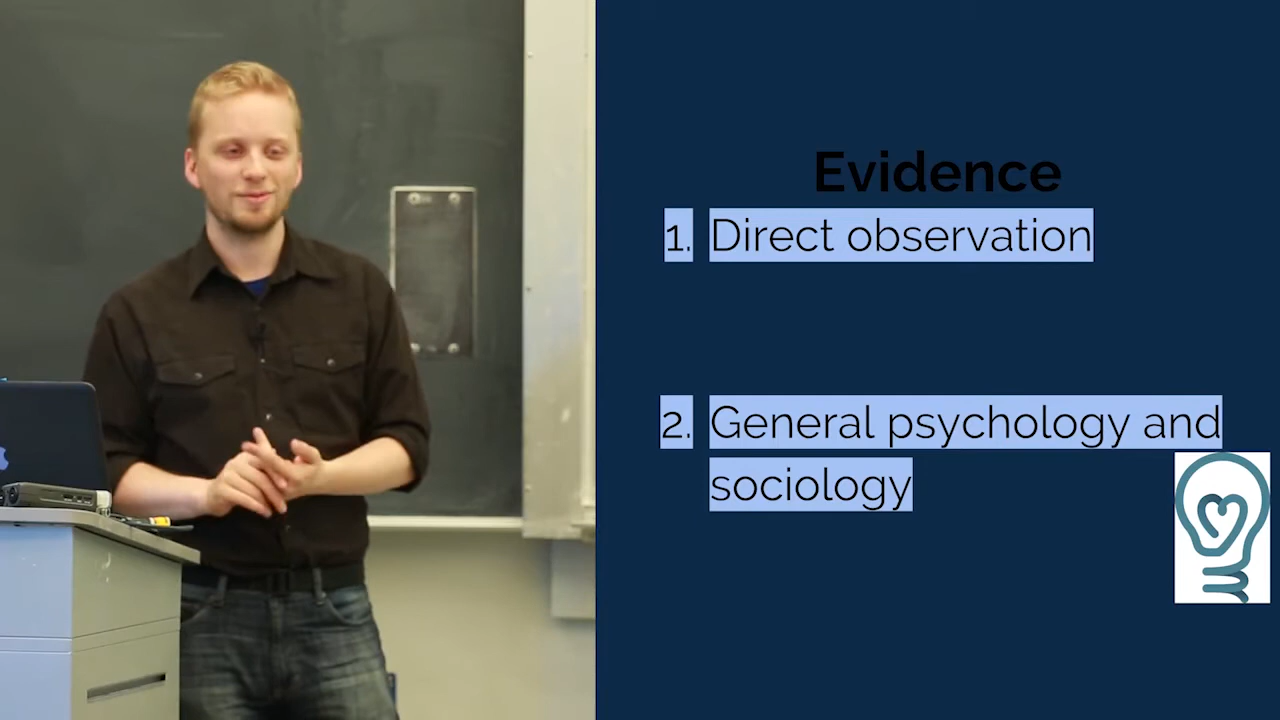 Evidence
1. Direct observation
2. General psychology and
sociology